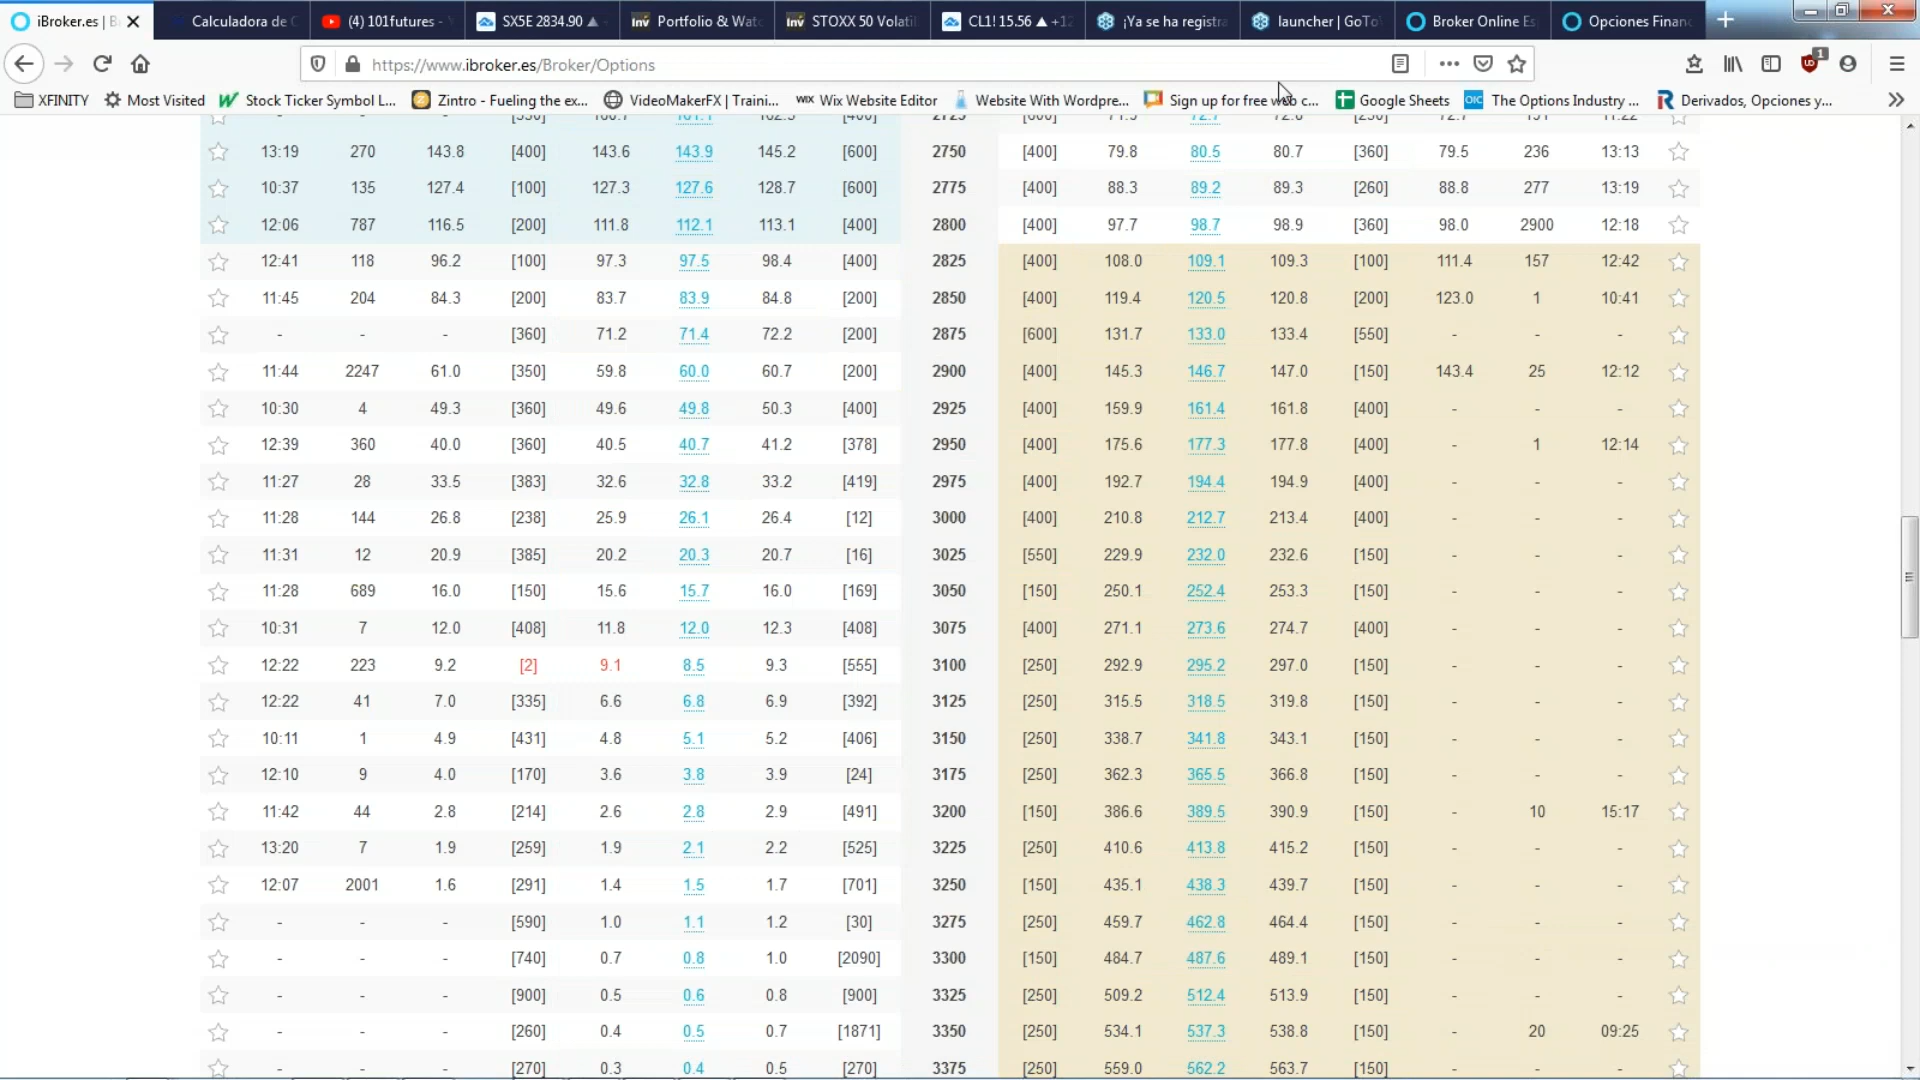 iBroker.es | B
Calculadora de C
(4) 101futures -
SX5E 2834.90 ▲
Inv Portfolio & Wat
Inv STOXX 50 Volati
CL1! 15.56 ▲ +12
¡Ya se ha registra
launcher | GoTo
Broker Online Es
Opciones Finan
https://www.ibroker.es/Broker/Options
1
XFINITY Most Visited Stock Ticker Symbol L... Zintro - Fueling the ex... VideoMakerFX | Traini... WIX Wix Website Editor Website With Wordpre... Sign up for free web c... Google Sheets OIC The Options Industry ... Derivados, Opciones y...
13:19 270 143.8 [400] 143.6 143.9 145.2 [600] 2750 [400] 79.8 80.5 80.7 [360] 79.5 236 13:13
10:37 135 127.4 [100] 127.3 127.6 128.7 [600] 2775 [400] 88.3 89.2 89.3 [260] 88.8 277 13:19
12:06 787 116.5 [200] 111.8 112.1 113.1 [400] 2800 [400] 97.7 98.7 98.9 [360] 98.0 2900 12:18
12:41 118 96.2 [100] 97.3 97.5 98.4 [400] 2825 [400] 108.0 109.1 109.3 [100] 111.4 157 12:42
11:45 204 84.3 [200] 83.7 83.9 84.8 [200] 2850 [400] 119.4 120.5 120.8 [200] 123.0 1 10:41
- - - [360] 71.2 71.4 72.2 [200] 2875 [600] 131.7 133.0 133.4 [550] - - -
11:44 2247 61.0 [350] 59.8 60.0 60.7 [200] 2900 [400] 145.3 146.7 147.0 [150] 143.4 25 12:12
10:30 4 49.3 [360] 49.6 49.8 50.3 [400] 2925 [400] 159.9 161.4 161.8 [400] - - -
12:39 360 40.0 [360] 40.5 40.7 41.2 [378] 2950 [400] 175.6 177.3 177.8 [400] - 1 12:14
11:27 28 33.5 [383] 32.6 32.8 33.2 [419] 2975 [400] 192.7 194.4 194.9 [400] - - -
11:28 144 26.8 [238] 25.9 26.1 26.4 [12] 3000 [400] 210.8 212.7 213.4 [400] - - -
11:31 12 20.9 [385] 20.2 20.3 20.7 [16] 3025 [550] 229.9 232.0 232.6 [150] - - -
11:28 689 16.0 [150] 15.6 15.7 16.0 [169] 3050 [150] 250.1 252.4 253.3 [150] - - -
10:31 7 12.0 [408] 11.8 12.0 12.3 [408] 3075 [400] 271.1 273.6 274.7 [400] - - -
12:22 223 9.2 [2] 9.1 8.5 9.3 [555] 3100 [250] 292.9 295.2 297.0 [150] - - -
12:22 41 7.0 [335] 6.6 6.8 6.9 [392] 3125 [250] 315.5 318.5 319.8 [150] - - -
10:11 1 4.9 [431] 4.8 5.1 5.2 [406] 3150 [250] 338.7 341.8 343.1 [150] - - -
12:10 9 4.0 [170] 3.6 3.8 3.9 [24] 3175 [250] 362.3 365.5 366.8 [150] - - -
11:42 44 2.8 [214] 2.6 2.8 2.9 [491] 3200 [150] 386.6 389.5 390.9 [150] - 10 15:17
13:20 7 1.9 [259] 1.9 2.1 2.2 [525] 3225 [250] 410.6 413.8 415.2 [150] - - -
12:07 2001 1.6 [291] 1.4 1.5 1.7 [701] 3250 [150] 435.1 438.3 439.7 [150] - - -
- - - [590] 1.0 1.1 1.2 [30] 3275 [250] 459.7 462.8 464.4 [150] - - -
- - - [740] 0.7 0.8 1.0 [2090] 3300 [150] 484.7 487.6 489.1 [150] - - -
- - - [900] 0.5 0.6 0.8 [900] 3325 [250] 509.2 512.4 513.9 [150] - - -
- - - [260] 0.4 0.5 0.7 [1871] 3350 [250] 534.1 537.3 538.8 [150] - 20 09:25
- - - [270] 0.3 0.4 0.5 [270] 3375 [250] 559.0 562.2 563.7 [150] - - -